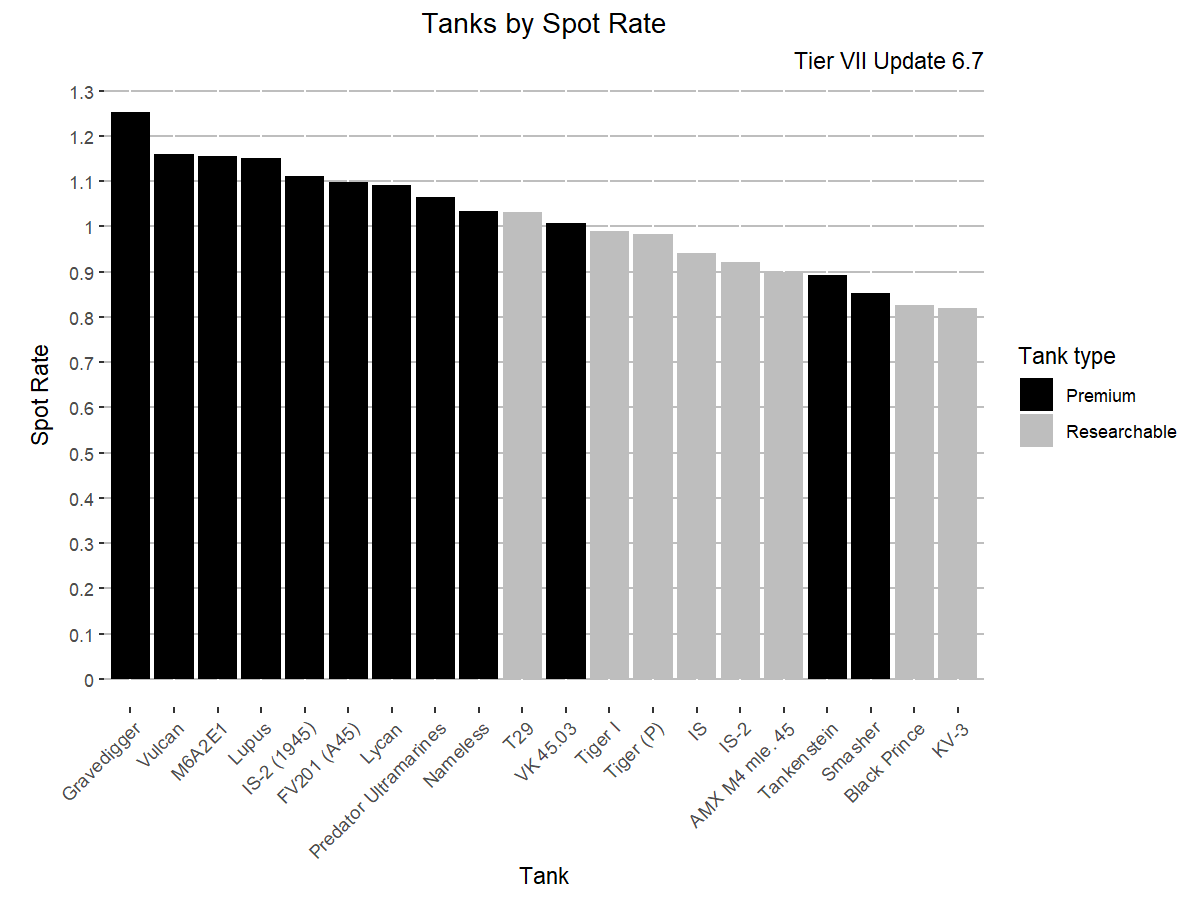 Tanks by Spot Rate
Tier VII Update 6.7
1.3
1.2
1.1
1
0.9
0.8
0.7
0.6
0.5
0.4
0.3
0.2
0.1
0
Spot Rate
Gravedigger
Vulcan
M6A2E1
Lupus
IS-2 (1945)
FV201 (A45)
Lycan
Predator Ultramarines
Nameless
T29
VK 45.03
Tiger I
Tiger (P)
IS
IS-2
AMX M4 mle. 45
Tankenstein
Smasher
Black Prince
KV-3
Tank
Tank type
Premium
Researchable